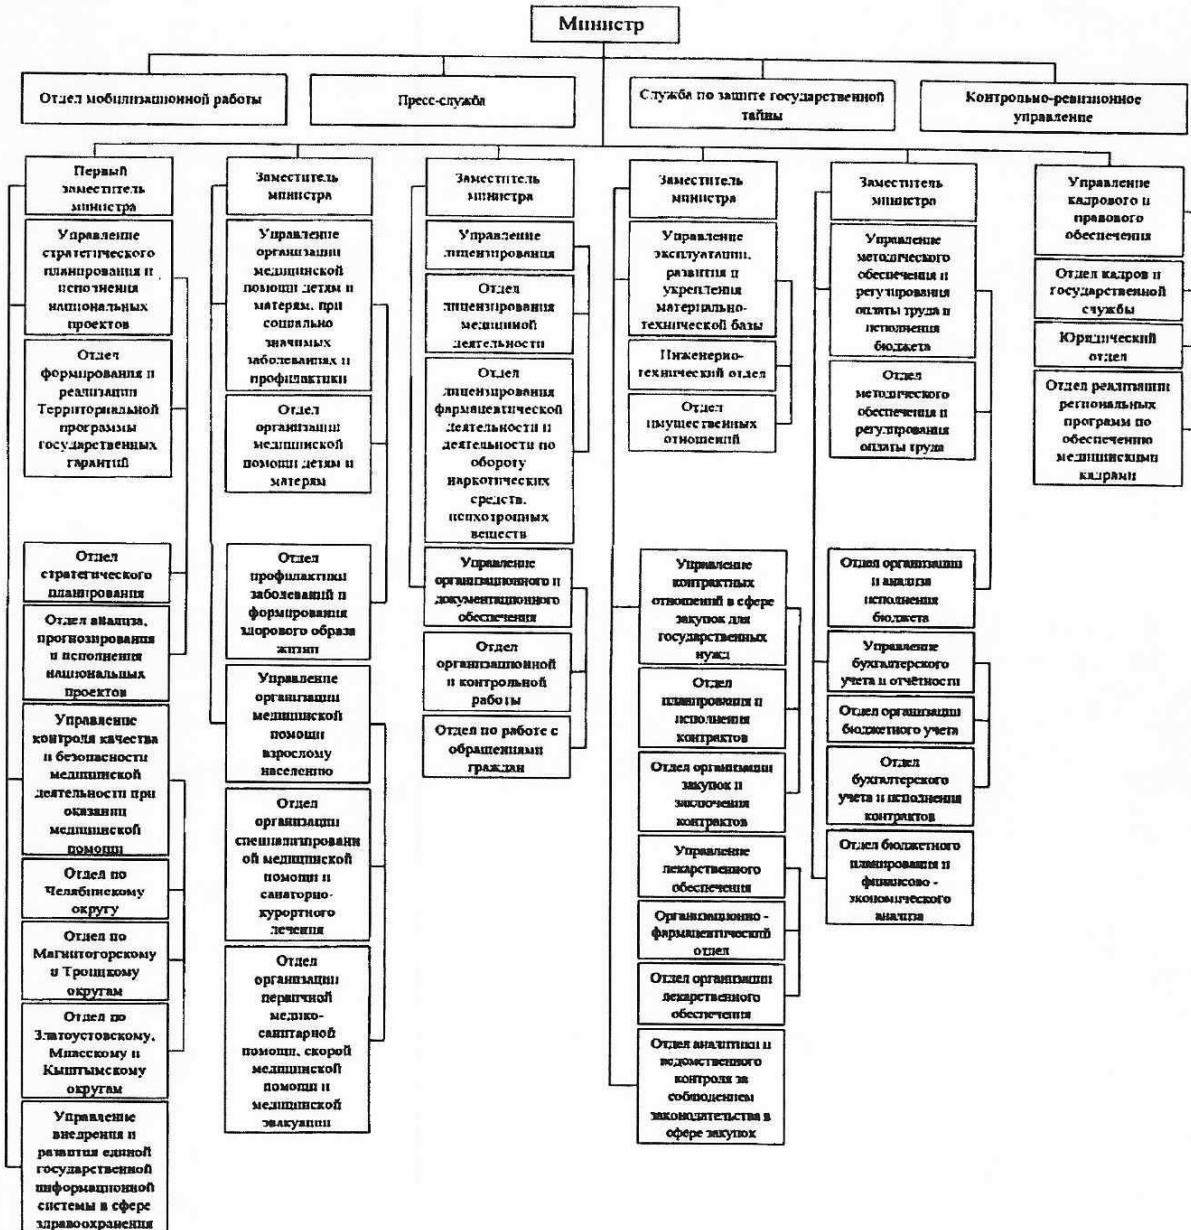 Министр
Отдел мобилизационной работы
Пресс-служба
Служба по защите государственной
тайны
Контрольно-ревизионное
управление
Первый
заместитель
министра
Управление
стратегического
планирования и
исполнения
национальных
проектов
Отдел
формирования и
реализации
Территориальной
программы
государственных
гарантий
Отдел
стратегического
планирования
Отдел анализа,
прогнозирования
и исполнения
национальных
проектов
Управление
контроля качества
и безопасности
медицинской
деятельности при
оказании
медицинской
помощи
Отдел по
Челябинскому
округу
Отдел по
Магнитогорскому
и Троицкому
округам
Отдел по
Златоустовскому,
Миасскому и
Кыштымскому
округам
Управление
внедрения и
развития единой
государственной
информационной
системы в сфере
здравоохранения
Заместитель
министра
Управление
организации
медицинской
помощи детям и
матерям, при
социально
значимых
заболеваниях и
профилактики
Отдел
организации
медицинской
помощи детям и
матерям
Отдел
профилактики
заболеваний и
формирования
здорового образа
жизни
Управление
организации
медицинской
помощи
взрослому
населению
Отдел
организации
специализированн
ой медицинской
помощи и
санаторно-
курортного
лечения
Отдел
организации
первичной
медико-
санитарной
помощи, скорой
медицинской
помощи и
медицинской
эвакуации
Заместитель
министра
Управление
лицензирования
Отдел
лицензирования
медицинской
деятельности
Отдел
лицензирования
фармацевтической
деятельности и
деятельности по
обороту
наркотических
средств,
психотропных
веществ
Управление
организационного и
документационного
обеспечения
Отдел
организационной
и контрольной
работы
Отдел по работе с
обращениями
граждан
Заместитель
министра
Управление
эксплуатации,
развития и
укрепления
материально-
технической базы
Инженерно-
технический отдел
Отдел
имущественных
отношений
Управление
контрактных
отношений в сфере
закупок для
государственных
нужд
Отдел
планирования и
исполнения
контрактов
Отдел организации
закупок и
заключения
контрактов
Управление
лекарственного
обеспечения
Организационно -
фармацевтический
отдел
Отдел организации
лекарственного
обеспечения
Отдел аналитики и
ведомственного
контроля за
соблюдением
законодательства в
сфере закупок
Заместитель
министра
Управление
методического
обеспечения и
регулирования
оплаты труда и
исполнения
бюджета
Отдел
методического
обеспечения и
регулирования
оплаты труда
Отдел организации
и анализа
исполнения
бюджета
Управление
бухгалтерского
учета и отчётности
Отдел организации
бюджетного учета
Отдел
бухгалтерского
учета и исполнения
контрактов
Отдел бюджетного
планирования и
финансово -
экономического
анализа
Управление
кадрового и
правового
обеспечения
Отдел кадров и
государственной
службы
Юридический
отдел
Отдел реализации
региональных
программ по
обеспечению
медицинскими
кадрами